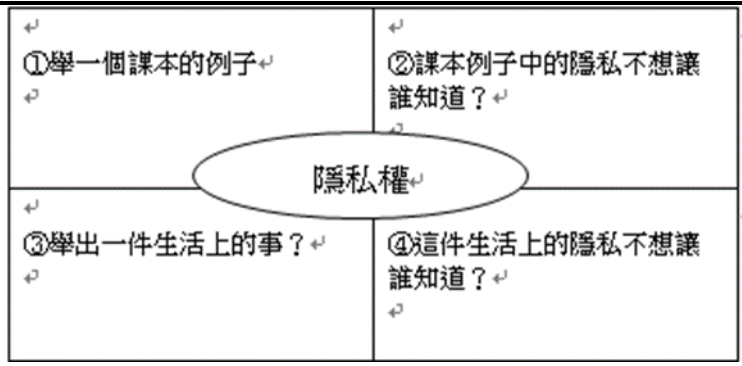 ①舉一個課本的例子
②課本例子中的隱私不想讓
誰知道？
隱私權
③舉出一件生活上的事？
④這件生活上的隱私不想讓
誰知道？